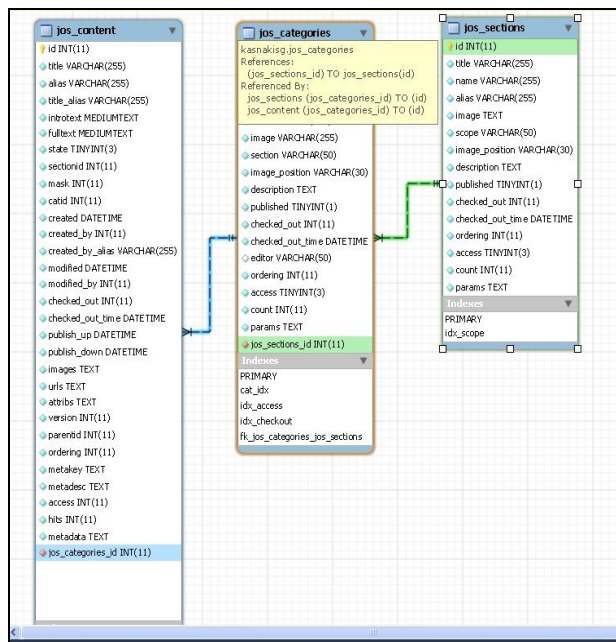 jos_content
id INT(11)
title VARCHAR(255)
alias VARCHAR(255)
title_alias VARCHAR(255)
introtext MEDIUMTEXT
fulltext MEDIUMTEXT
state TINYINT(3)
sectionid INT(11)
mask INT(11)
catid INT(11)
created DATETIME
created_by INT(11)
created_by_alias VARCHAR(255)
modified DATETIME
modified_by INT(11)
checked_out INT(11)
checked_out_time DATETIME
publish_up DATETIME
publish_down DATETIME
images TEXT
urls TEXT
attribs TEXT
version INT(11)
parentid INT(11)
ordering INT(11)
metakey TEXT
metadesc TEXT
access INT(11)
hits INT(11)
metadata TEXT
jos_categories_id INT(11)
jos_categories
kasnakisg.jos_categories
References:
(jos_sections_id) TO jos_sections(id)
Referenced By:
jos_sections (jos_categories_id) TO (id)
jos_content (jos_categories_id) TO (id)
image VARCHAR(255)
section VARCHAR(50)
image_position VARCHAR(30)
description TEXT
published TINYINT(1)
checked_out INT(11)
checked_out_time DATETIME
editor VARCHAR(50)
ordering INT(11)
access TINYINT(3)
count INT(11)
params TEXT
jos_sections_id INT(11)
Indexes
PRIMARY
cat_idx
idx_access
idx_checkout
fk_jos_categories_jos_sections
jos_sections
id INT(11)
title VARCHAR(255)
name VARCHAR(255)
alias VARCHAR(255)
image TEXT
scope VARCHAR(50)
image_position VARCHAR(30)
description TEXT
published TINYINT(1)
checked_out INT(11)
checked_out_time DATETIME
ordering INT(11)
access TINYINT(3)
count INT(11)
params TEXT
Indexes
PRIMARY
idx_scope